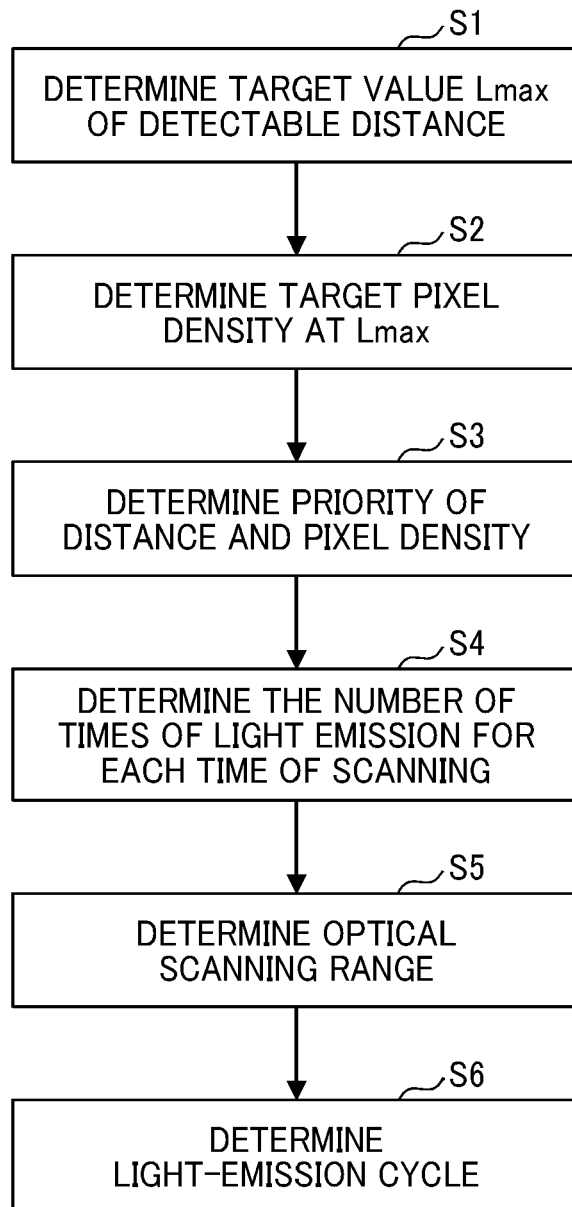 S1
DETERMINE TARGET VALUE Lmax
OF DETECTABLE DISTANCE
S2
DETERMINE TARGET PIXEL
DENSITY AT Lmax
S3
DETERMINE PRIORITY OF
DISTANCE AND PIXEL DENSITY
S4
DETERMINE THE NUMBER OF
TIMES OF LIGHT EMISSION FOR
EACH TIME OF SCANNING
S5
DETERMINE OPTICAL
SCANNING RANGE
S6
DETERMINE
LIGHT-EMISSION CYCLE